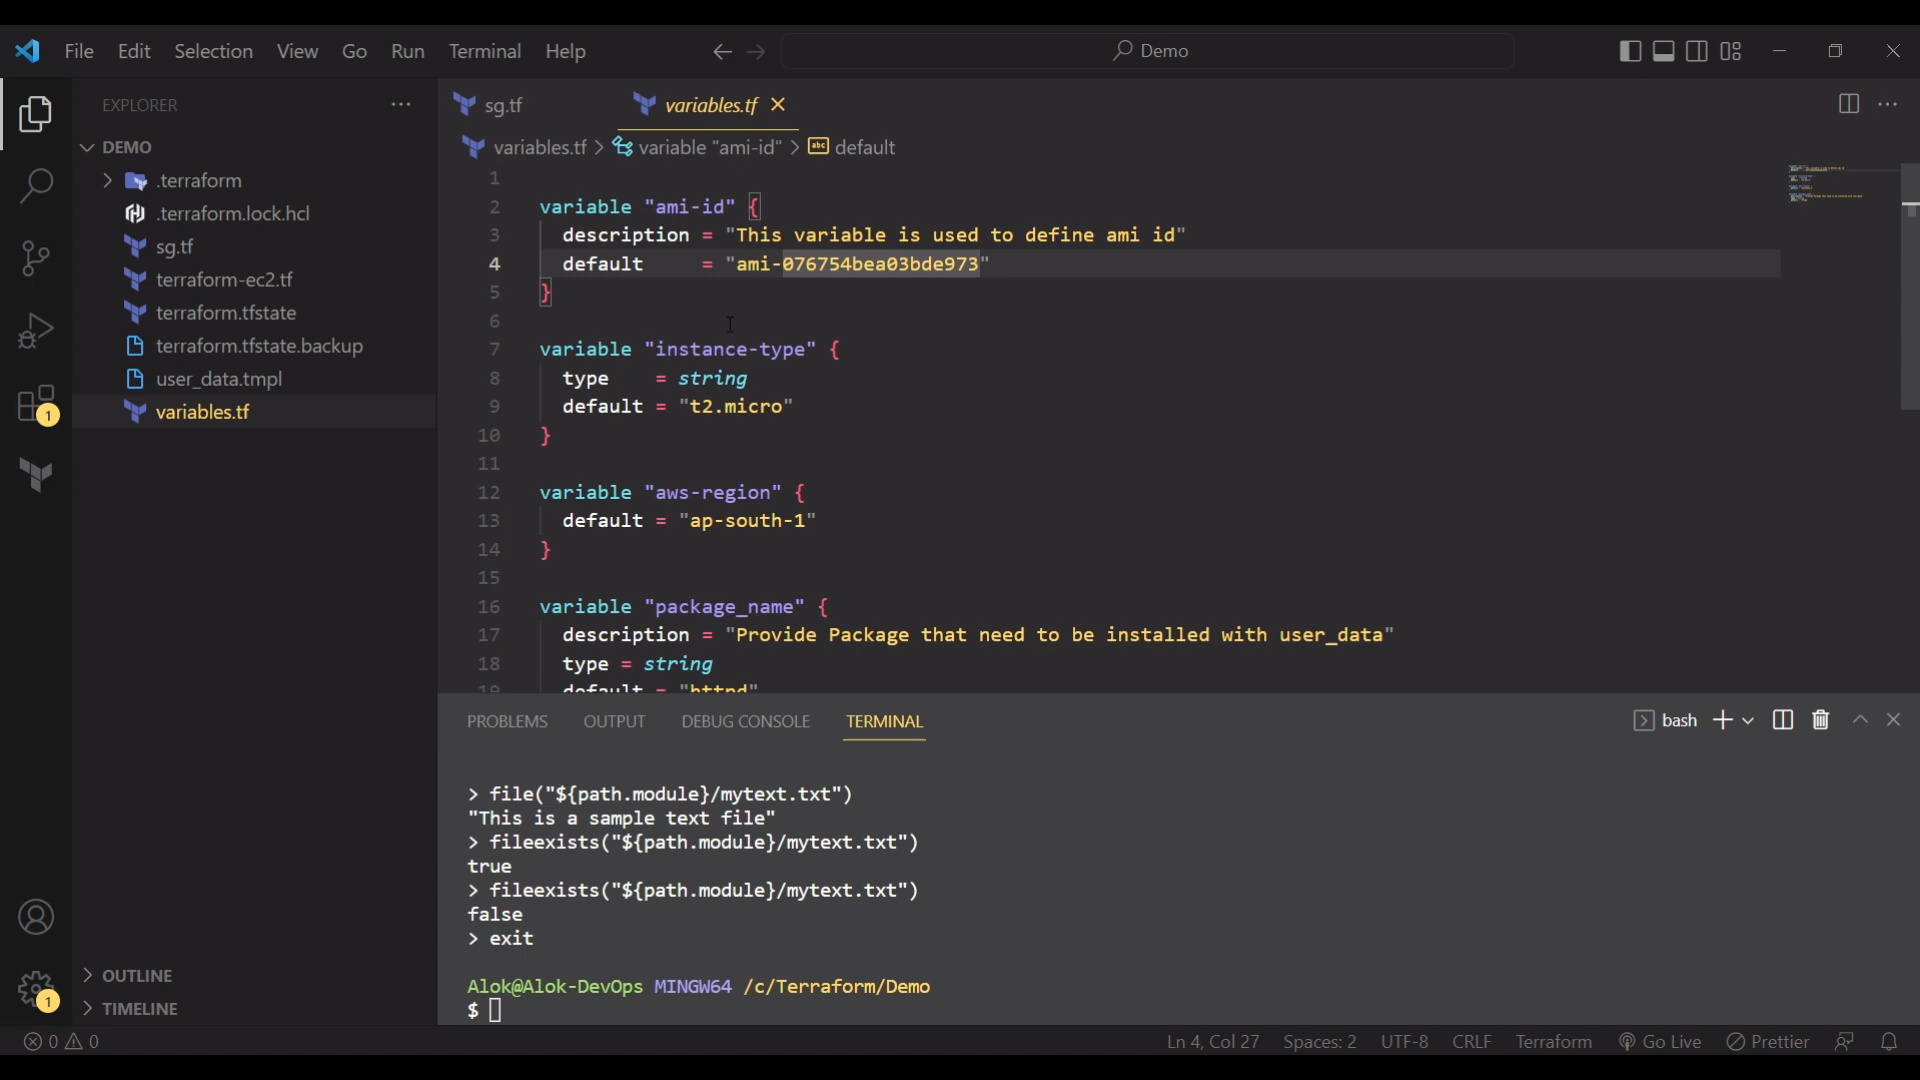 File Edit Selection View Go Run Terminal Help
Demo
EXPLORER
DEMO
.terraform
.terraform.lock.hcl
sg.tf
terraform-ec2.tf
terraform.tfstate
terraform.tfstate.backup
user_data.tmpl
variables.tf
OUTLINE
TIMELINE
1
1
sg.tf variables.tf
variables.tf > variable "ami-id" > abc default
1
2 variable "ami-id" {
3 description = "This variable is used to define ami id"
4 default = "ami-076754bea03bde973"
5 }
6
7 variable "instance-type" {
8 type = string
9 default = "t2.micro"
10 }
11
12 variable "aws-region" {
13 default = "ap-south-1"
14 }
15
16 variable "package_name" {
17 description = "Provide Package that need to be installed with user_data"
18 type = string
19 default = "httpd"
PROBLEMS OUTPUT DEBUG CONSOLE TERMINAL
bash
> file("${path.module}/mytext.txt")
"This is a sample text file"
> fileexists("${path.module}/mytext.txt")
true
> fileexists("${path.module}/mytext.txt")
false
> exit
Alok@Alok-DevOps MINGW64 /c/Terraform/Demo
$
0 0 Ln 4, Col 27 Spaces: 2 UTF-8 CRLF Terraform Go Live Prettier